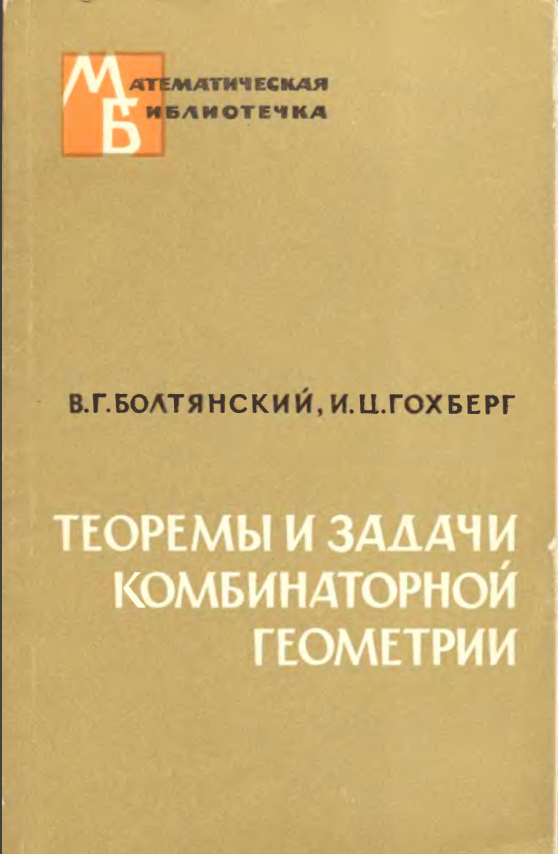 МАТЕМАТИЧЕСКАЯ
БИБЛИОТЕЧКА
В.Г.БОЛТЯНСКИЙ, И.Ц.ГОХБЕРГ
ТЕОРЕМЫ И ЗАДАЧИ
КОМБИНАТОРНОЙ
ГЕОМЕТРИИ